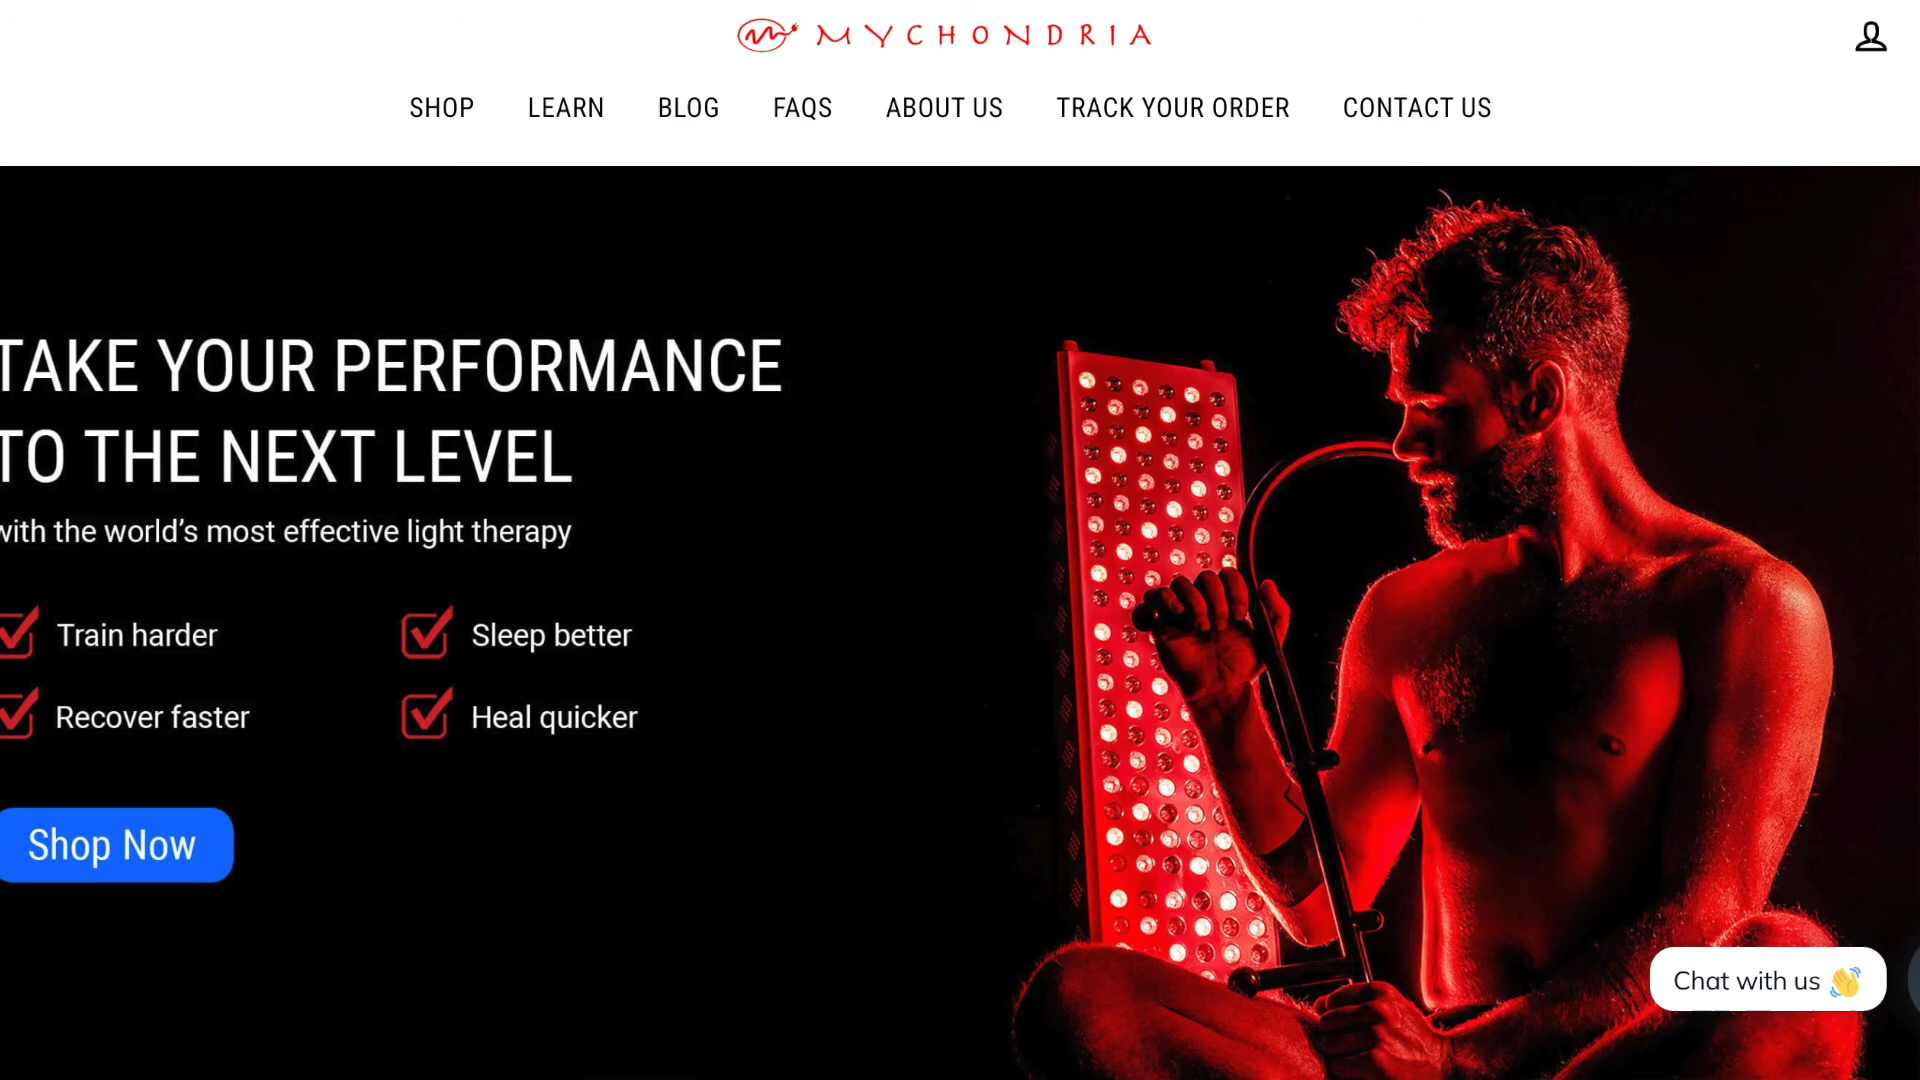 MYCHONDRIA
SHOP LEARN BLOG FAQS ABOUT US TRACK YOUR ORDER CONTACT US
TAKE YOUR PERFORMANCE
TO THE NEXT LEVEL
with the world's most effective light therapy
Train harder Sleep better
Recover faster Heal quicker
Shop Now
Chat with us 👋